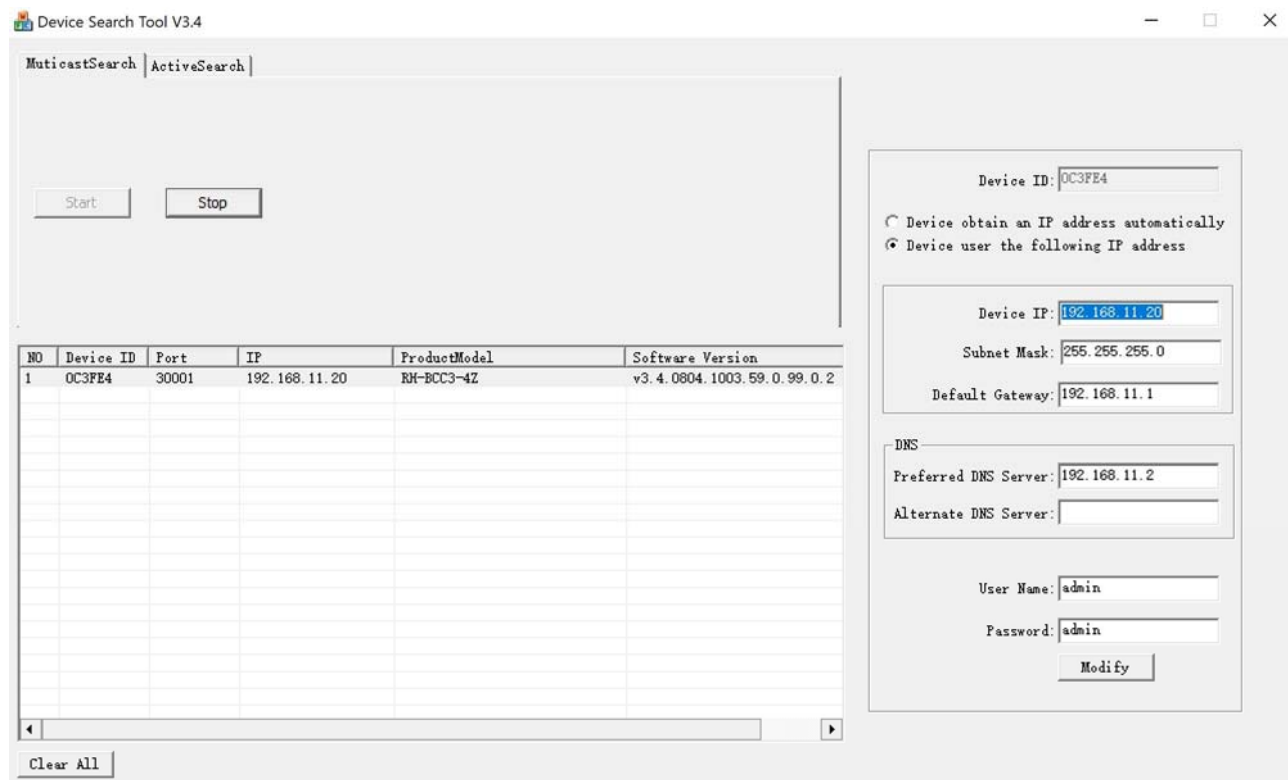 Device Search Tool V3.4
MuticastSearch ActiveSearch
Start Stop
NO Device ID Port IP ProductModel Software Version
1 0C3FE4 30001 192.168.11.20 RH-BCC3-4Z v3.4.0804.1003.59.0.99.0.2
Clear All
Device ID: 0C3FE4
Device obtain an IP address automatically
Device user the following IP address
Device IP: 192.168.11.20
Subnet Mask: 255.255.255.0
Default Gateway: 192.168.11.1
DNS
Preferred DNS Server: 192.168.11.2
Alternate DNS Server:
User Name: admin
Password: admin
Modify